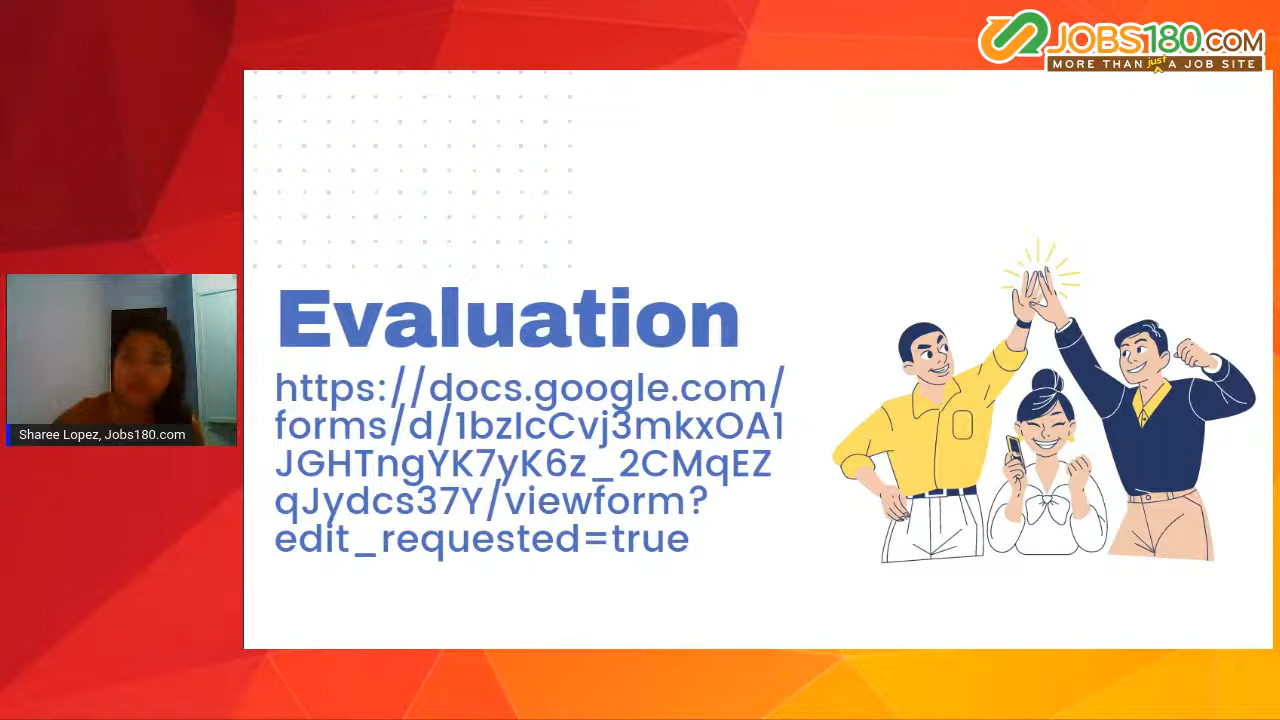 JOBS180.COM
MORE THAN just A JOB SITE
Evaluation
https://docs.google.com/
forms/d/1bzIcCvj3mkxOA1
JGHTngYK7yK6z_2CMqEZ
qJydcs37Y/viewform?
edit_requested=true
Sharee Lopez, Jobs180.com